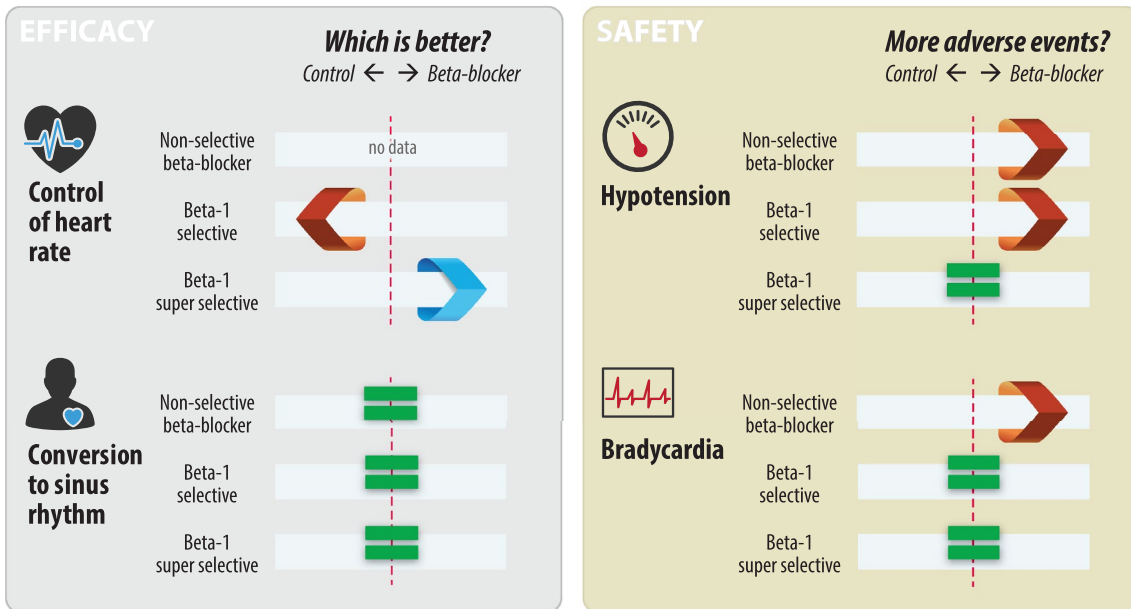 EFFICACY
Which is better?
Control ← → Beta-blocker
Control
of heart
rate
Non-selective
beta-blocker
no data
Beta-1
selective
Beta-1
super selective
Conversion
to sinus
rhythm
Non-selective
beta-blocker
Beta-1
selective
Beta-1
super selective
SAFETY
More adverse events?
Control ← → Beta-blocker
Hypotension
Non-selective
beta-blocker
Beta-1
selective
Beta-1
super selective
Bradycardia
Non-selective
beta-blocker
Beta-1
selective
Beta-1
super selective